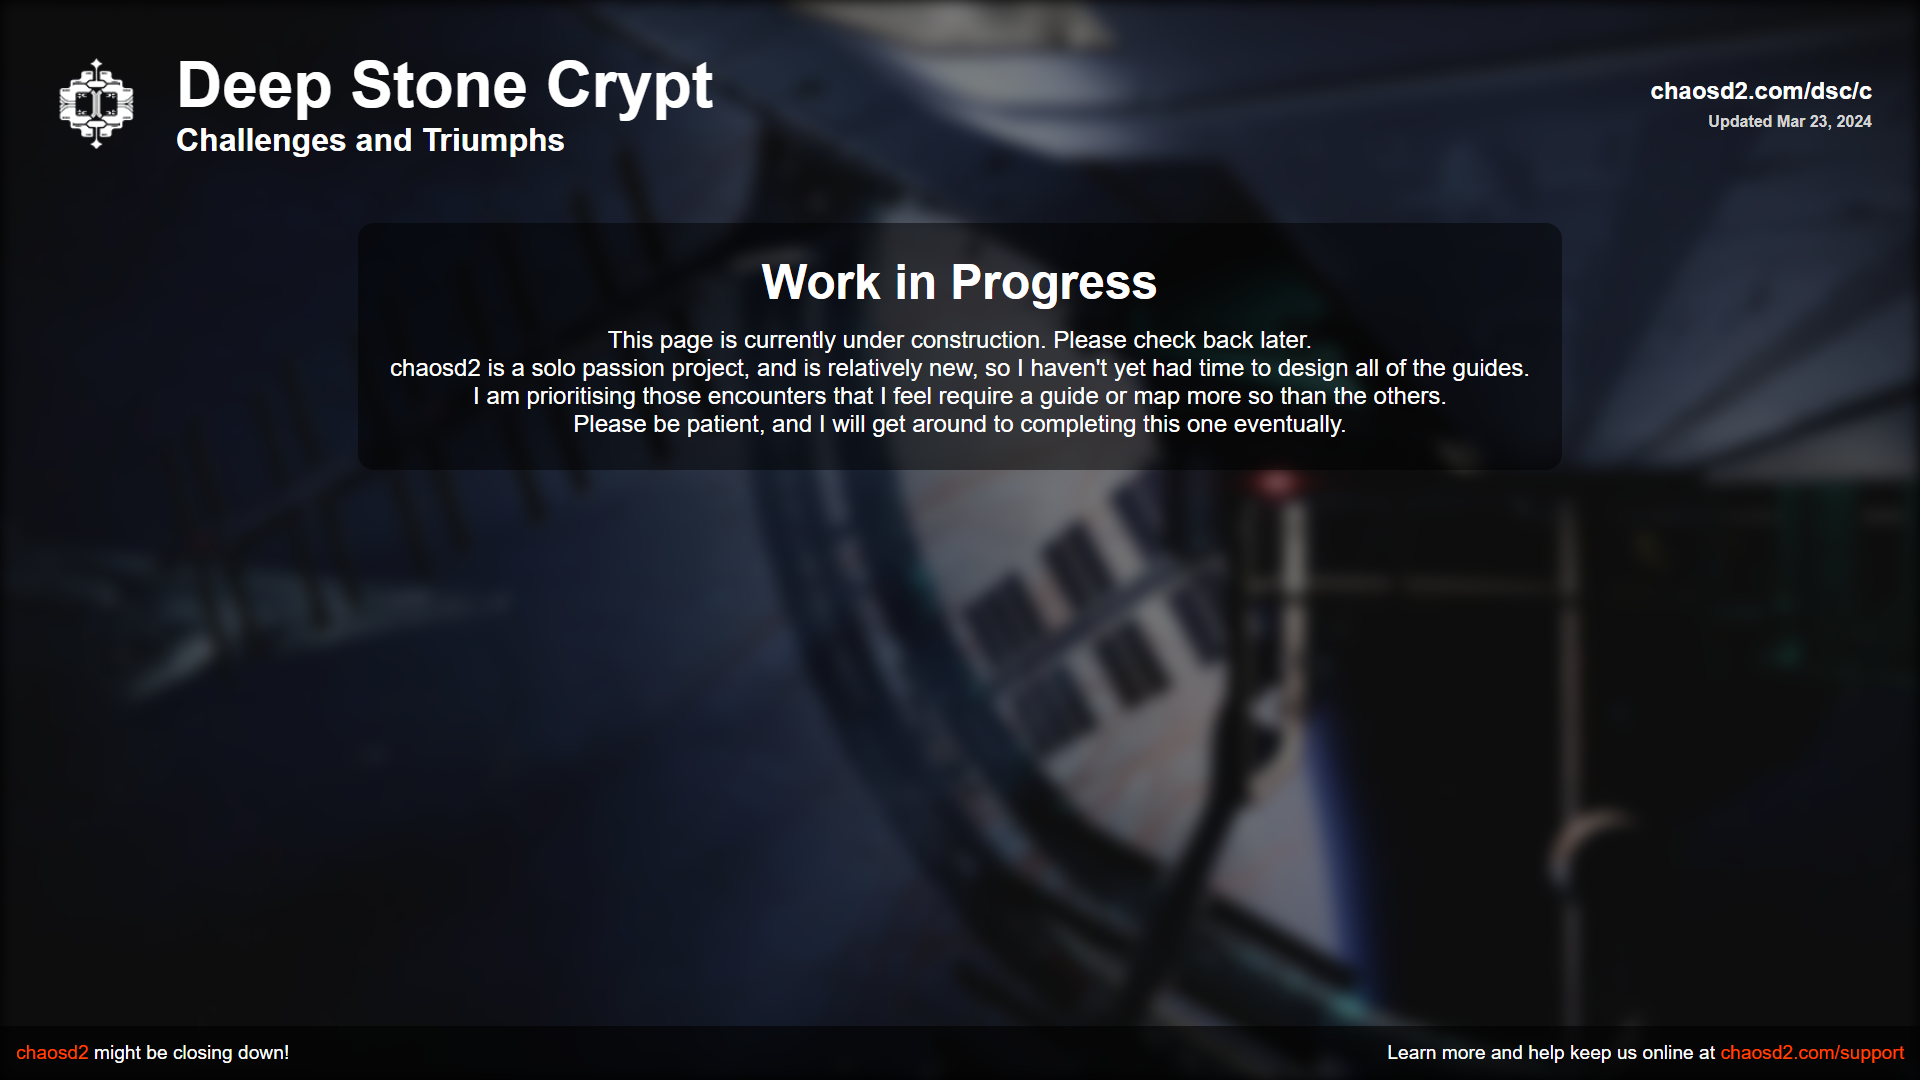 Deep Stone Crypt
Challenges and Triumphs
chaosd2.com/dsc/c
Updated Mar 23, 2024
Work in Progress
This page is currently under construction. Please check back later.
chaosd2 is a solo passion project, and is relatively new, so I haven't yet had time to design all of the guides.
I am prioritising those encounters that I feel require a guide or map more so than the others.
Please be patient, and I will get around to completing this one eventually.
chaosd2 might be closing down!
Learn more and help keep us online at chaosd2.com/support